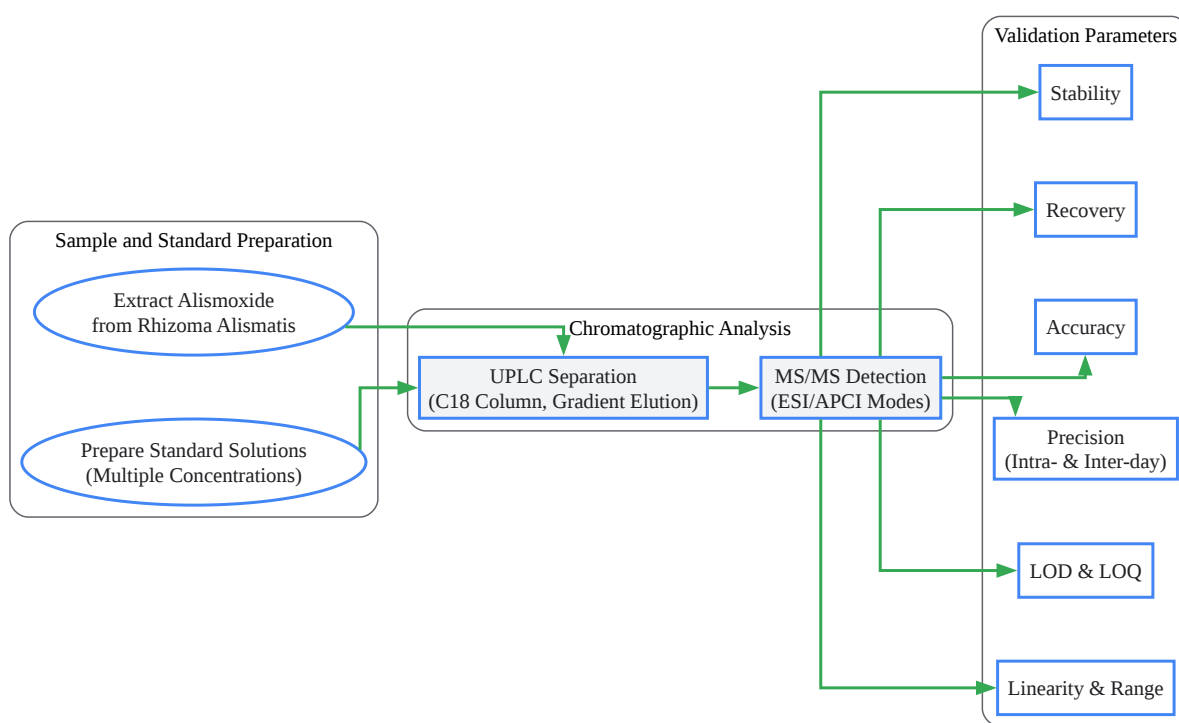 Sample and Standard Preparation
Extract Alismoxide
from Rhizoma Alismatis
Prepare Standard Solutions
(Multiple Concentrations)
Chromatographic Analysis
UPLC Separation
(C18 Column, Gradient Elution)
MS/MS Detection
(ESI/APCI Modes)
Validation Parameters
Stability
Recovery
Accuracy
Precision
(Intra- & Inter-day)
LOD & LOQ
Linearity & Range